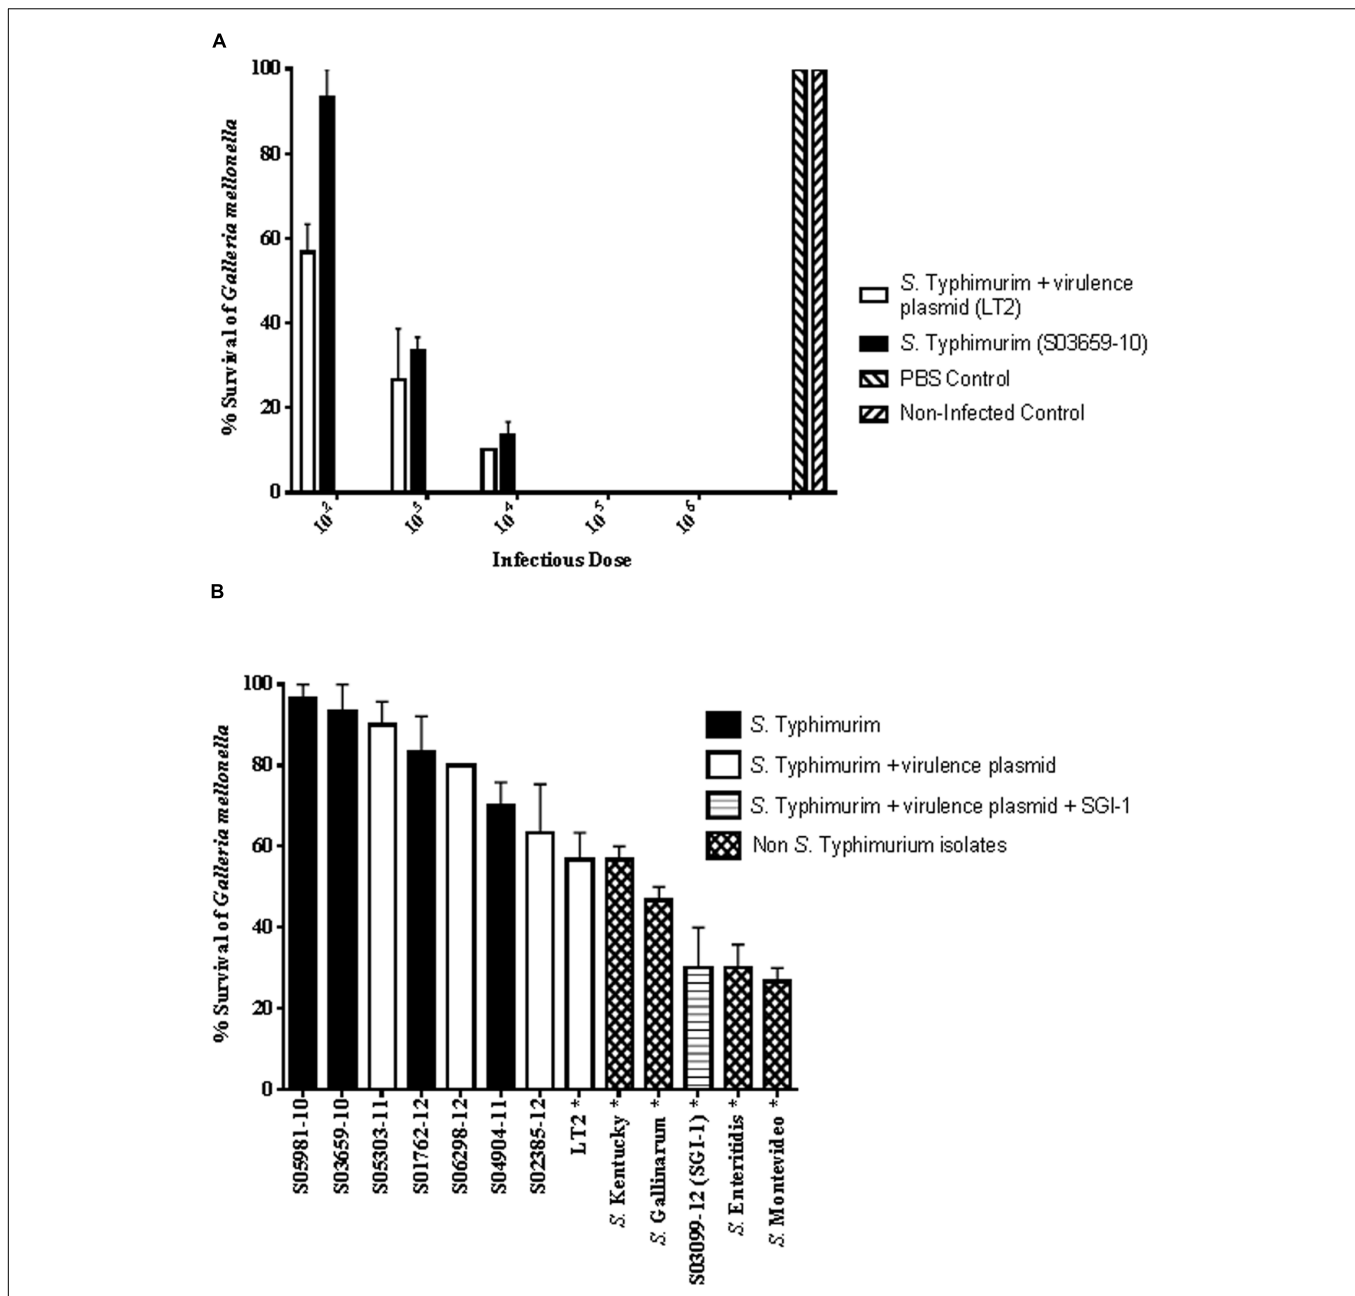 A
100
80
60
40
20
0
% Survival of Galleria mellonella
10^-2
10^-3
10^-4
10^5
10^6
Infectious Dose
S. Typhimurim + virulence
plasmid (LT2)
S. Typhimurim (S03659-10)
PBS Control
Non-Infected Control
B
100
80
60
40
20
0
% Survival of Galleria mellonella
S. Typhimurim
S. Typhimurim + virulence plasmid
S. Typhimurim + virulence plasmid + SGI-1
Non S. Typhimurium isolates
S05981-10
S03659-10
S05303-11
S01762-12
S06298-12
S04904-11
S02385-12
LT2 *
S. Kentucky *
S. Gallinarum *
S03099-12 (SGI-1) *
S. Enteritidis *
S. Montevideo *